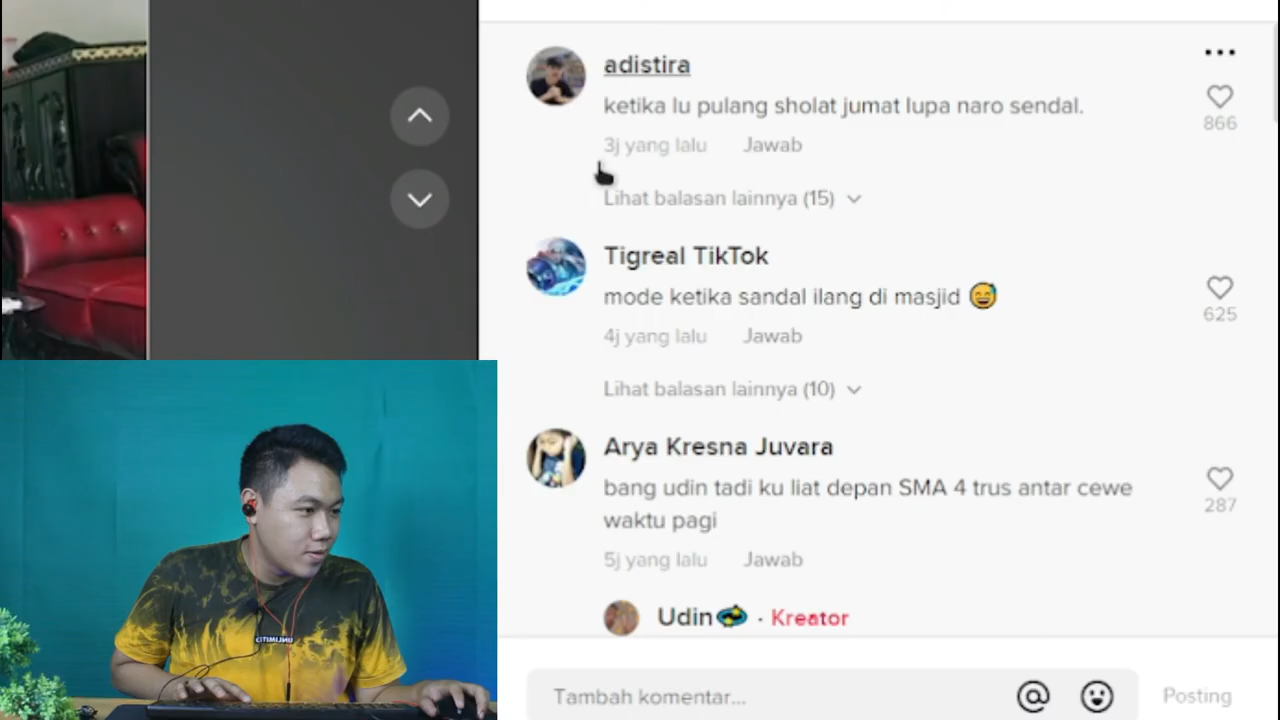 adistira
ketika lu pulang sholat jumat lupa naro sendal.
866
3j yang lalu Jawab
Lihat balasan lainnya (15)
Tigreal TikTok
mode ketika sandal ilang di masjid 😅
625
4j yang lalu Jawab
Lihat balasan lainnya (10)
Arya Kresna Juvara
bang udin tadi ku liat depan SMA 4 trus antar cewe
waktu pagi
287
5j yang lalu Jawab
Udin · Kreator
Tambah komentar...
Posting
UNLIMITED